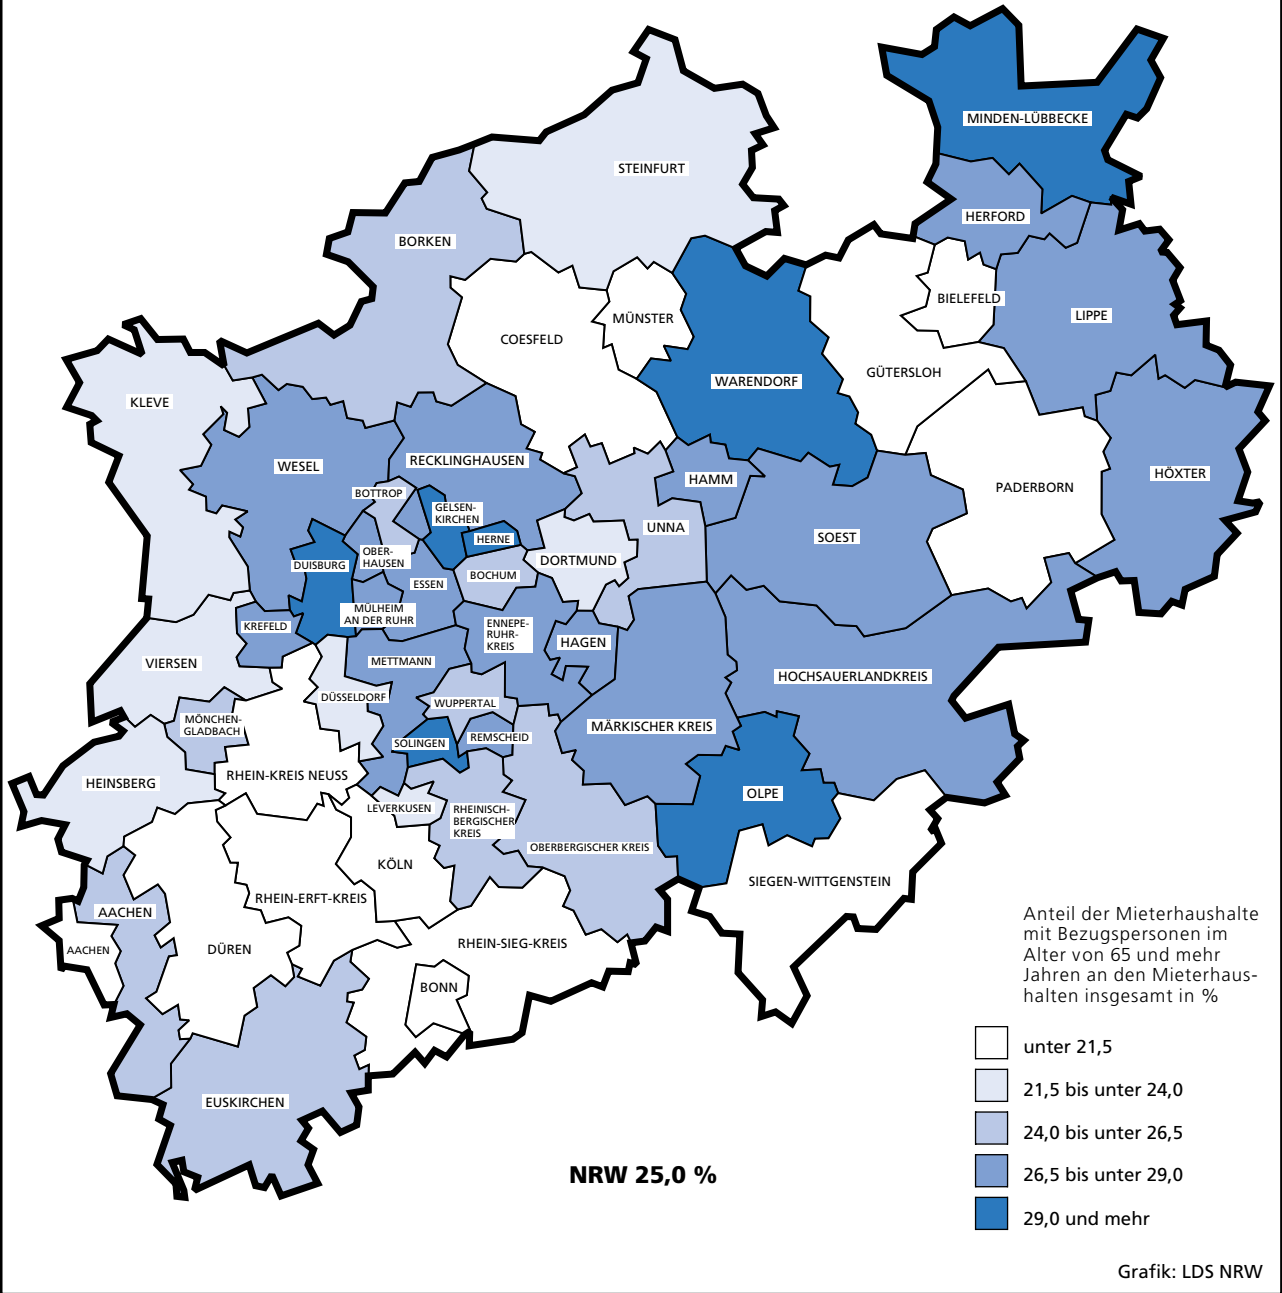 MINDEN-LÜBBECKE
STEINFURT
HERFORD
BORKEN
BIELEFELD
LIPPE
MÜNSTER
COESFELD
GÜTERSLOH
WARENDORF
KLEVE
RECKLINGHAUSEN
WESEL
HÖXTER
HAMM
PADERBORN
BOTTROP
GELSEN-
KIRCHEN
UNNA
SOEST
HERNE
OBER-
HAUSEN
DORTMUND
DUISBURG
BOCHUM
ESSEN
MÜLHEIM
AN DER RUHR
KREFELD
ENNEPE-
RUHR-
KREIS
HAGEN
VIERSEN
METTMANN
HOCHSAUERLANDKREIS
DÜSSELDORF
WUPPERTAL
MÖNCHEN-
GLADBACH
MÄRKISCHER KREIS
REMSCHEID
SOLINGEN
RHEIN-KREIS NEUSS
HEINSBERG
OLPE
LEVERKUSEN
RHEINISCH-
BERGISCHER
KREIS
OBERBERGISCHER KREIS
KÖLN
SIEGEN-WITTGENSTEIN
RHEIN-ERFT-KREIS
AACHEN
AACHEN
DÜREN
RHEIN-SIEG-KREIS
BONN
EUSKIRCHEN
NRW 25,0 %
Anteil der Mieterhaushalte
mit Bezugspersonen im
Alter von 65 und mehr
Jahren an den Mieterhaus-
halten insgesamt in %
unter 21,5
21,5 bis unter 24,0
24,0 bis unter 26,5
26,5 bis unter 29,0
29,0 und mehr
Grafik: LDS NRW